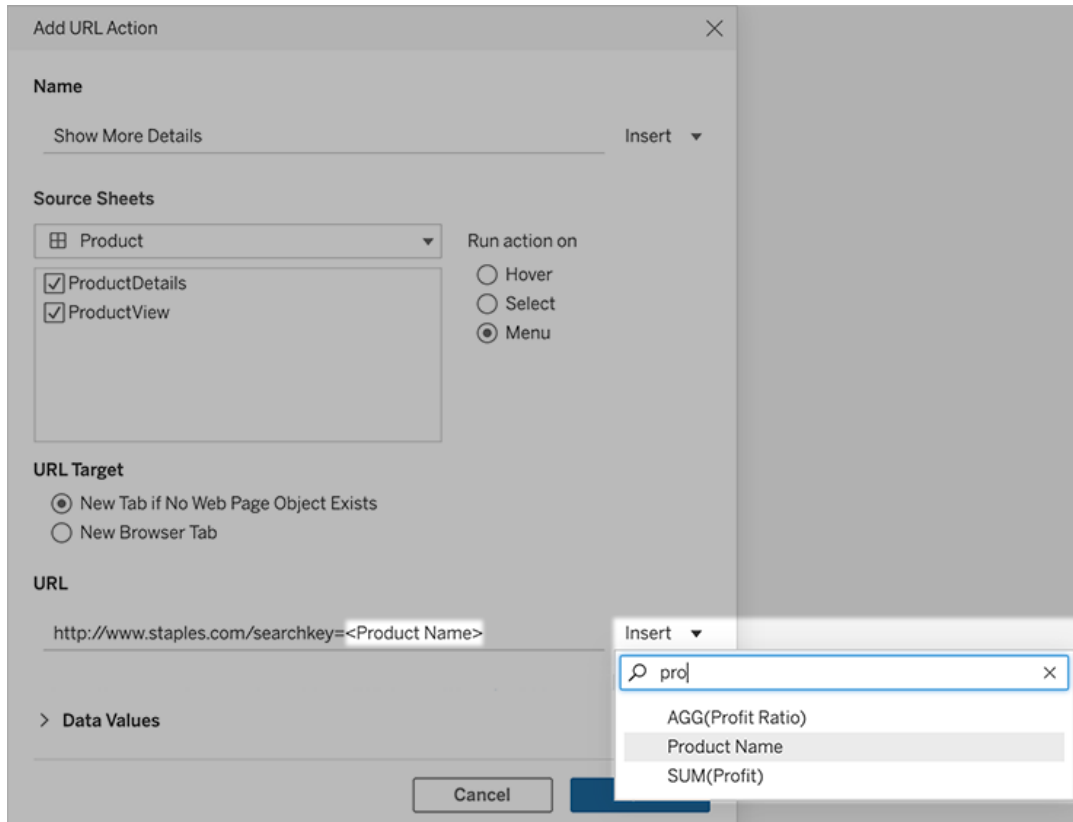 Add URL Action
Name
Show More Details Insert
Source Sheets
Product Run action on
ProductDetails Hover
ProductView Select
Menu
URL Target
New Tab if No Web Page Object Exists
New Browser Tab
URL
http://www.staples.com/searchkey=<Product Name> Insert
pro
Data Values AGG(Profit Ratio)
Product Name
SUM(Profit)
Cancel